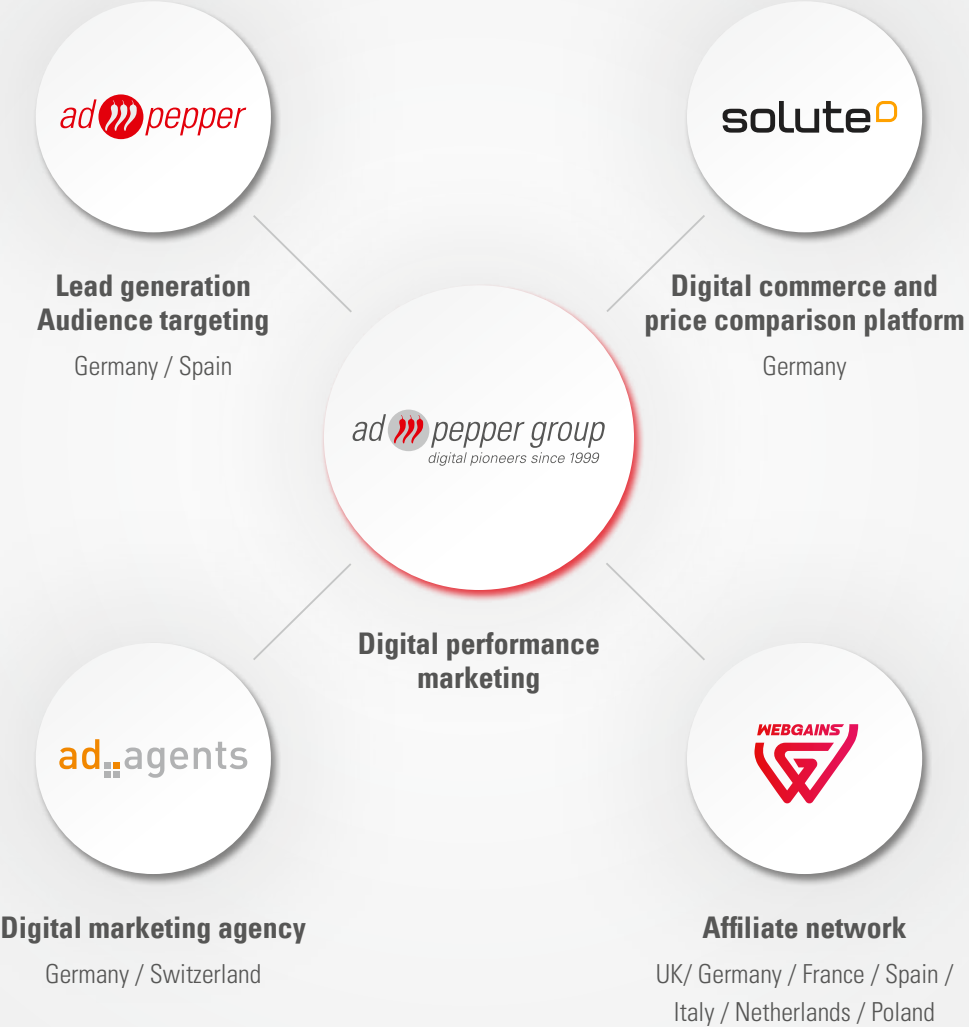 ad pepper
Lead generation
Audience targeting
Germany / Spain
solute
Digital commerce and
price comparison platform
Germany
ad pepper group
digital pioneers since 1999
Digital performance
marketing
ad agents
Digital marketing agency
Germany / Switzerland
WEBGAINS
Affiliate network
UK/ Germany / France / Spain /
Italy / Netherlands / Poland